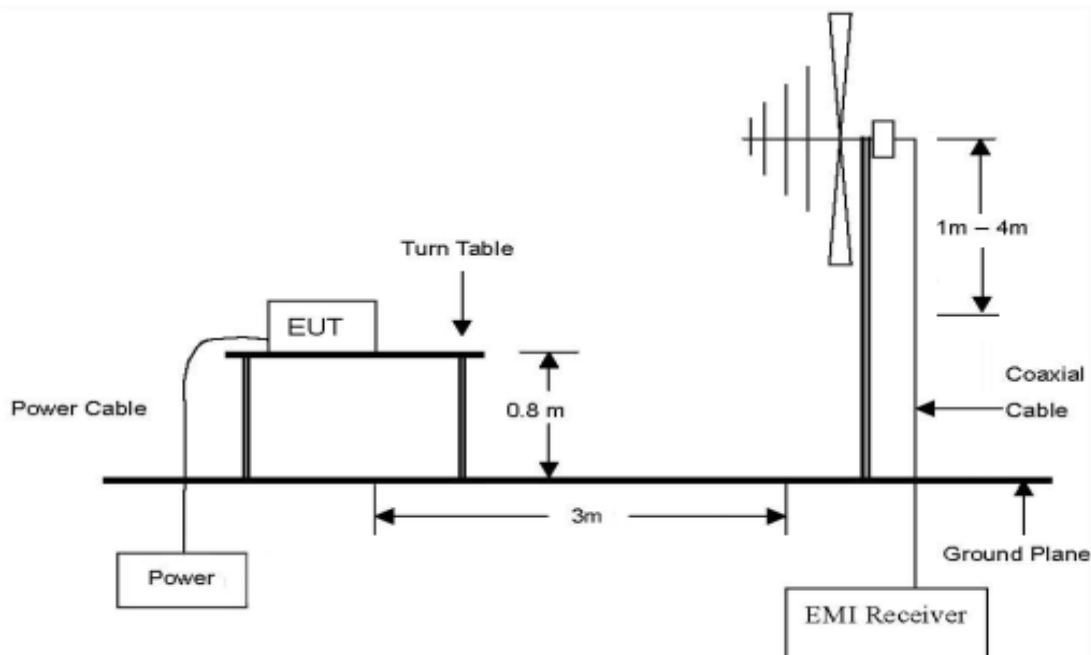 1m – 4m
Turn Table
EUT
Coaxial
Cable
Power Cable
0.8 m
3m
Ground Plane
Power
EMI Receiver